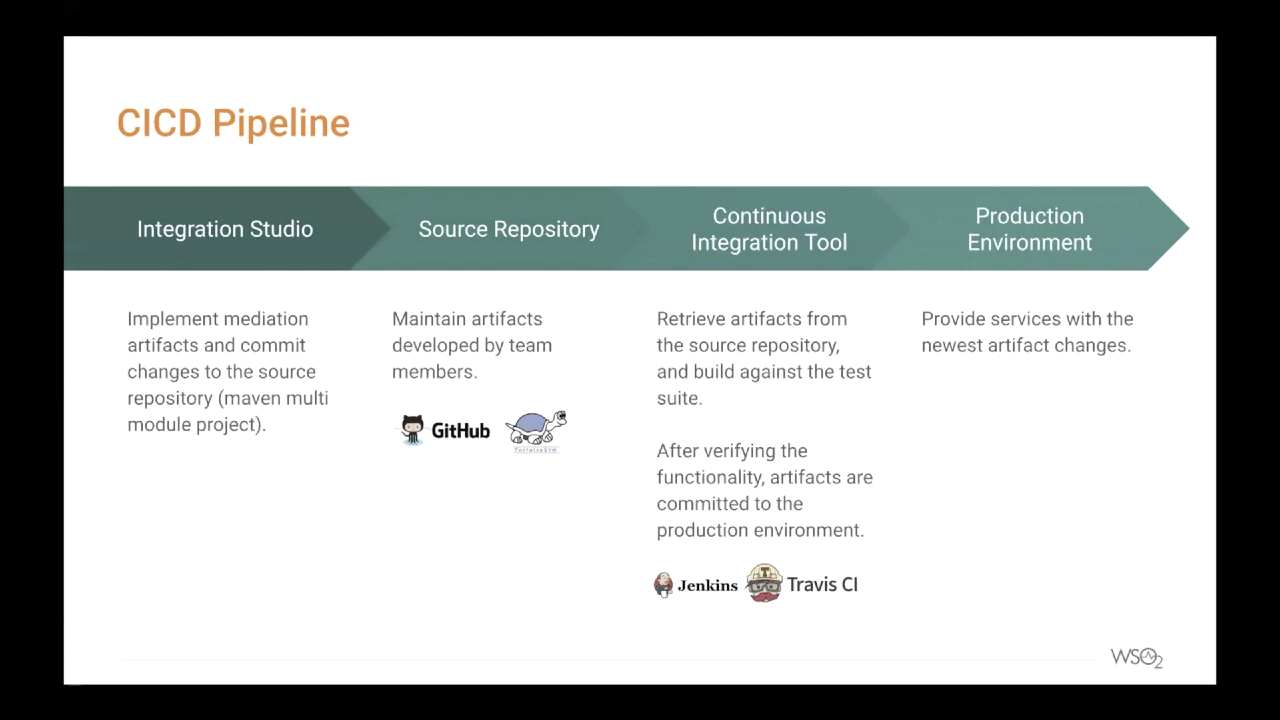 CICD Pipeline
Integration Studio
Source Repository
Continuous
Integration Tool
Production
Environment
Implement mediation
artifacts and commit
changes to the source
repository (maven multi
module project).
Maintain artifacts
developed by team
members.
GitHub
TortoiseSVN
Retrieve artifacts from
the source repository,
and build against the test
suite.
After verifying the
functionality, artifacts are
committed to the
production environment.
Jenkins
T
Travis CI
Provide services with the
newest artifact changes.
WSO2